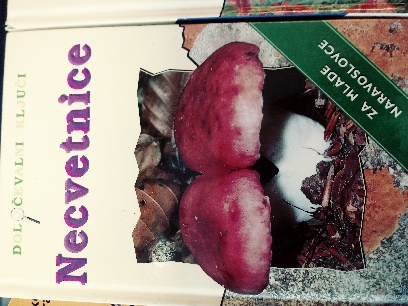 DOLOČEVALNI KLJUČI
Necvetnice
ZA MLADE
NARAVOSLOVCE